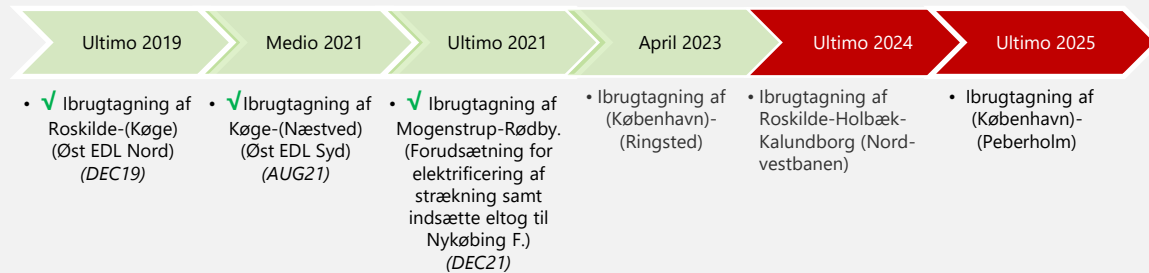 Ultimo 2019
Medio 2021
Ultimo 2021
April 2023
Ultimo 2024
Ultimo 2025
• √ Ibrugtagning af
Roskilde-(Køge)
(Øst EDL Nord)
(DEC19)
• √Ibrugtagning af
Køge-(Næstved)
(Øst EDL Syd)
(AUG21)
• √ Ibrugtagning af
Mogenstrup-Rødby.
(Forudsætning for
elektrificering af
strækning samt
indsætte eltog til
Nykøbing F.)
(DEC21)
• Ibrugtagning af
(København)-
(Ringsted)
• Ibrugtagning af
Roskilde-Holbæk-
Kalundborg (Nord-
vestbanen)
• Ibrugtagning af
(København)-
(Peberholm)